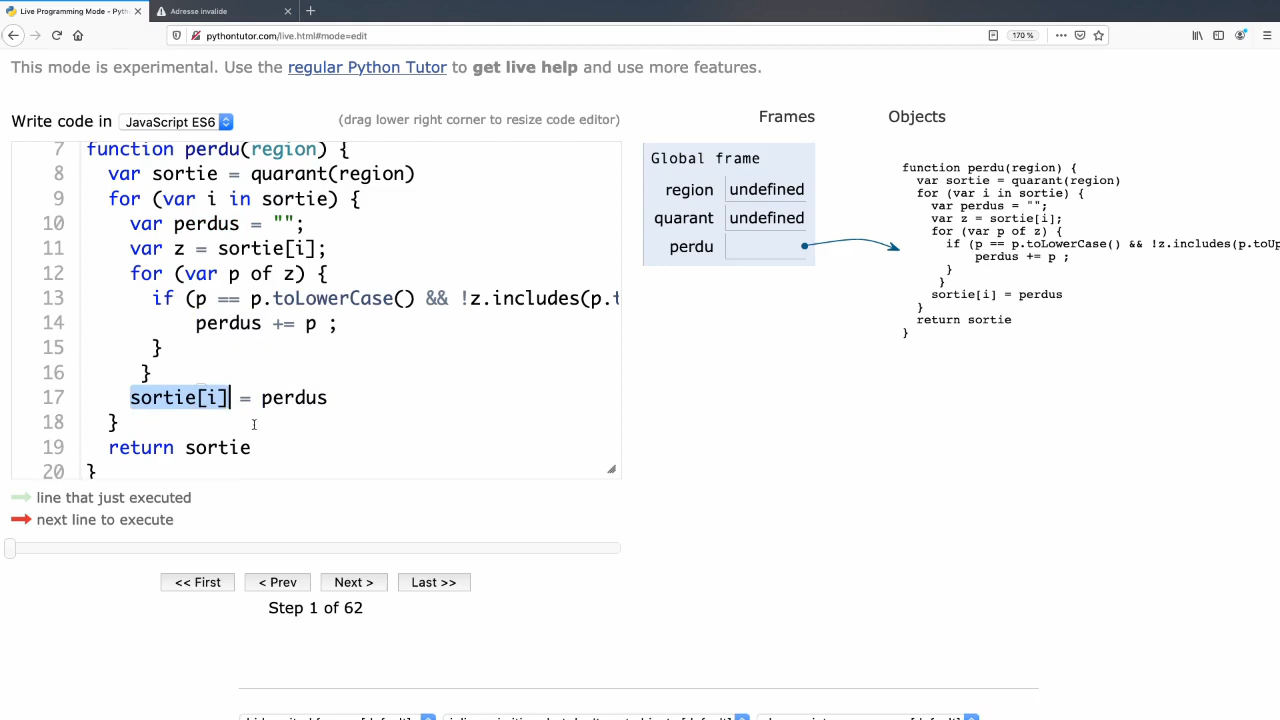 Live Programming Mode - Pyth
Adresse invalide
pythontutor.com/live.html#mode=edit
170 %
This mode is experimental. Use the regular Python Tutor to get live help and use more features.
Write code in JavaScript ES6
(drag lower right corner to resize code editor)
7 function perdu(region) {
8 var sortie = quarant(region)
9 for (var i in sortie) {
10 var perdus = "";
11 var z = sortie[i];
12 for (var p of z) {
13 if (p == p.toLowerCase() && !z.includes(p.t
14 perdus += p ;
15 }
16 }
17 sortie[i] = perdus
18 }
19 return sortie
20 }
line that just executed
next line to execute
<< First
< Prev
Next >
Last >>
Step 1 of 62
Frames
Objects
Global frame
region undefined
quarant undefined
perdu
function perdu(region) {
var sortie = quarant(region)
for (var i in sortie) {
var perdus = "";
var z = sortie[i];
for (var p of z) {
if (p == p.toLowerCase() && !z.includes(p.toUp
perdus += p ;
}
}
sortie[i] = perdus
}
return sortie
}